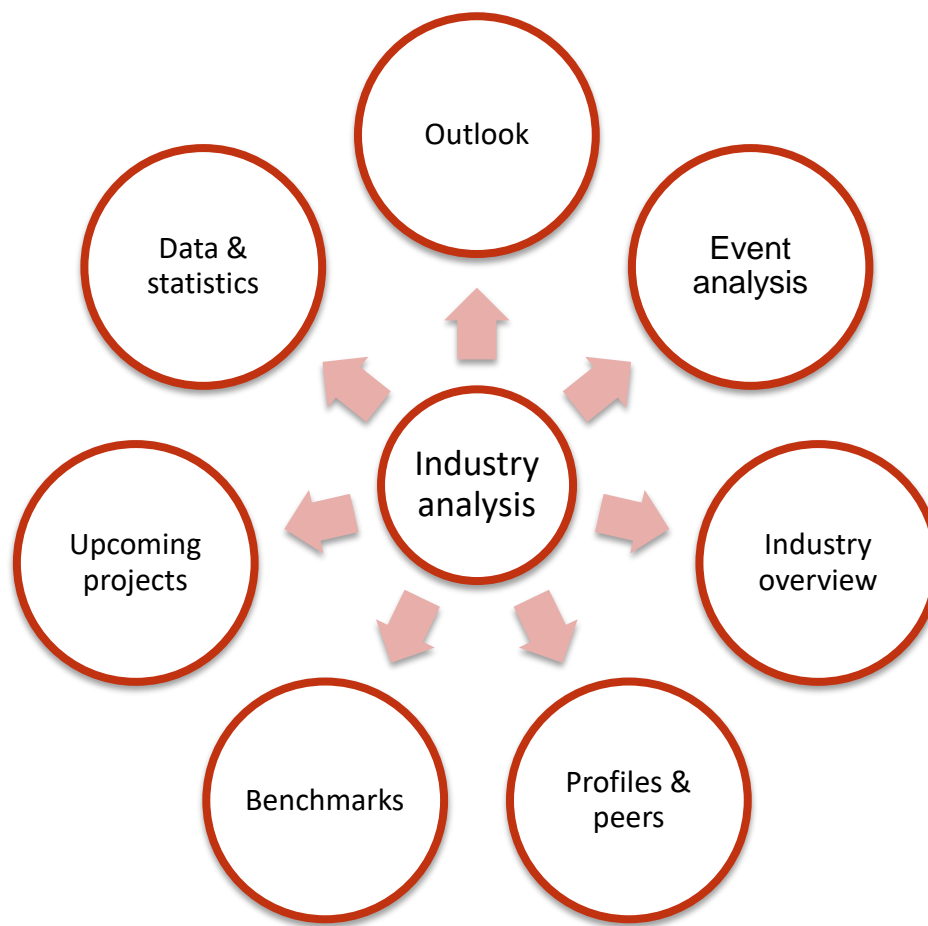 Outlook
Event
analysis
Industry
overview
Profiles &
peers
Benchmarks
Upcoming
projects
Data &
statistics
Industry
analysis